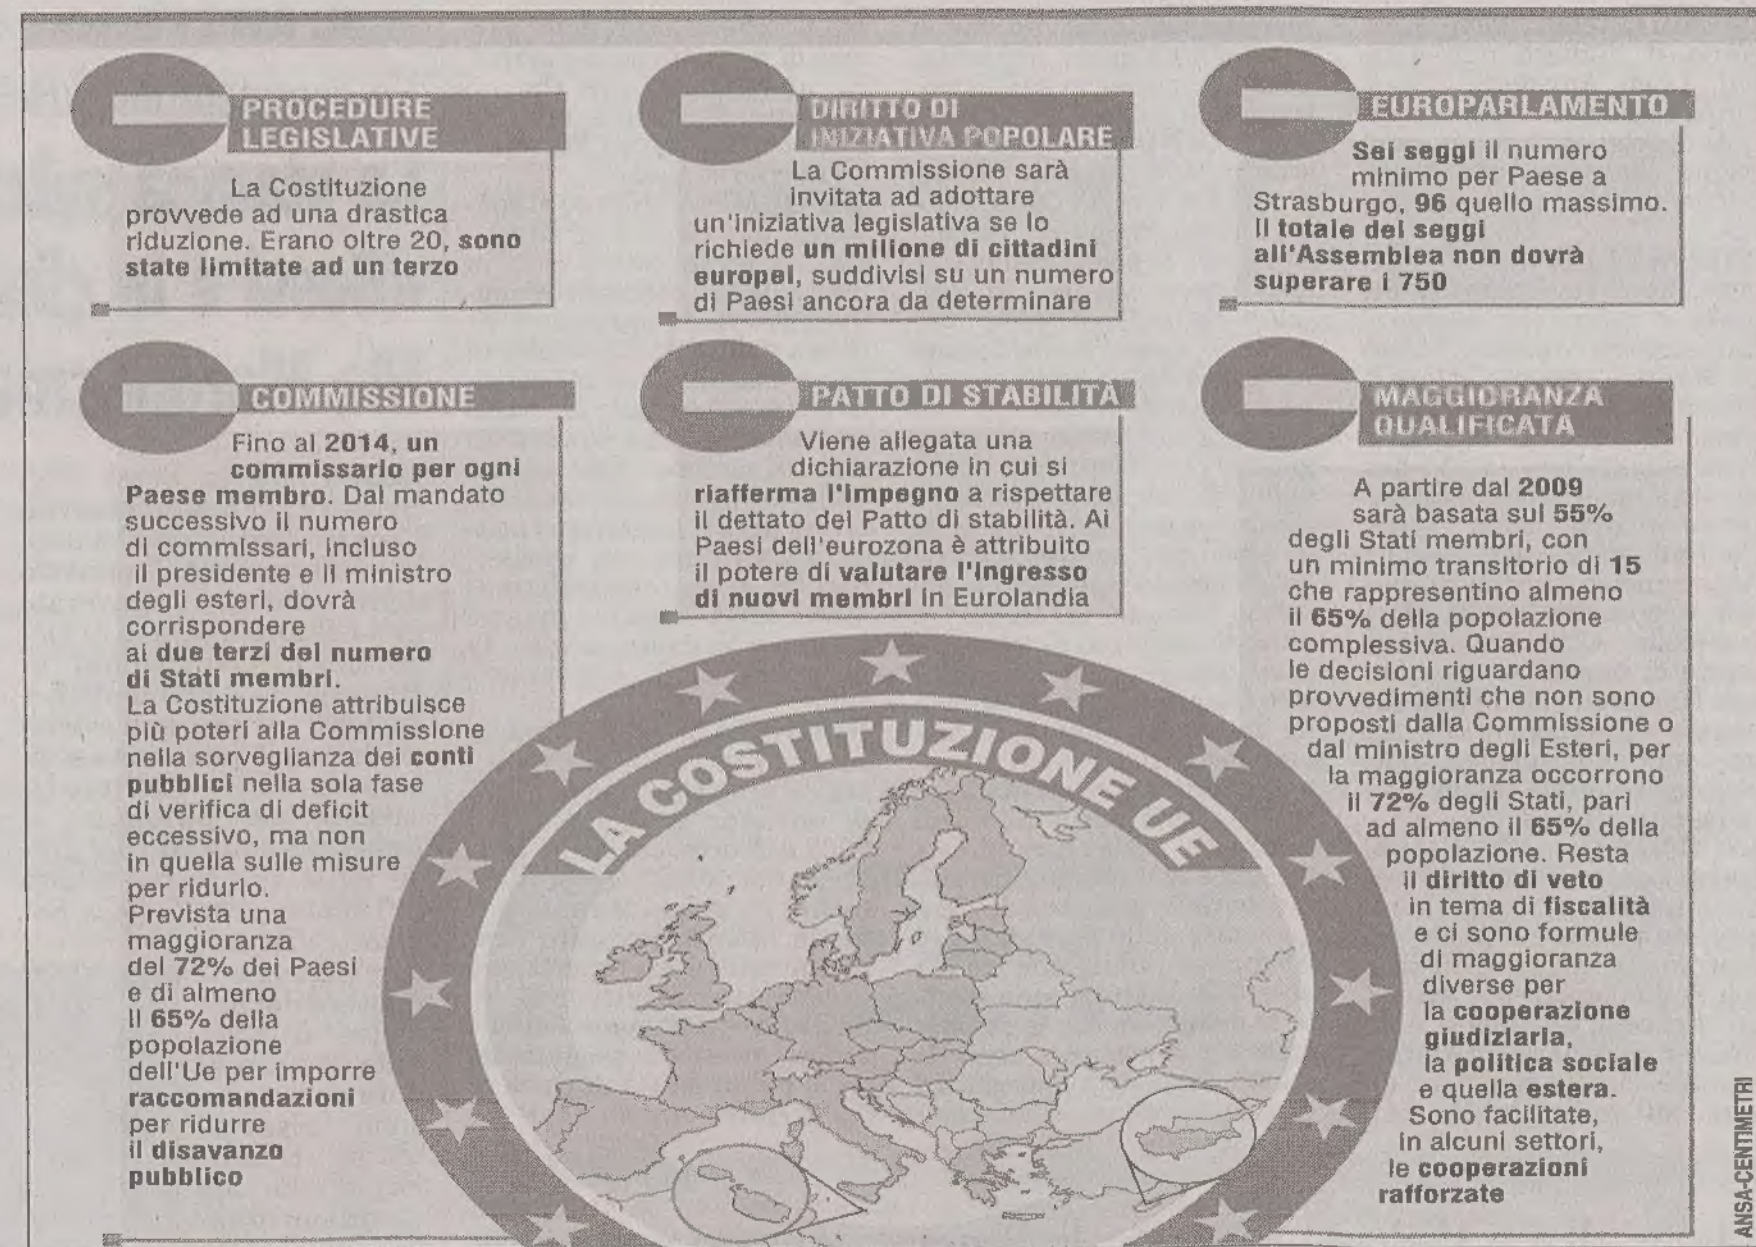 PROCEDURE
LEGISLATIVE
La Costituzione
provvede ad una drastica
riduzione. Erano oltre 20, sono
state limitate ad un terzo
DIRITTO DI
INIZIATIVA POPOLARE
La Commissione sarà
invitata ad adottare
un'iniziativa legislativa se lo
richiede un milione di cittadini
europei, suddivisi su un numero
di Paesi ancora da determinare
EUROPARLAMENTO
Sei seggi il numero
minimo per Paese a
Strasburgo, 96 quello massimo.
Il totale dei seggi
all'Assemblea non dovrà
superare i 750
COMMISSIONE
Fino al 2014, un
commissario per ogni
Paese membro. Dal mandato
successivo il numero
di commissari, incluso
il presidente e il ministro
degli esteri, dovrà
corrispondere
ai due terzi del numero
di Stati membri.
La Costituzione attribuisce
più poteri alla Commissione
nella sorveglianza dei conti
pubblici nella sola fase
di verifica di deficit
eccessivo, ma non
in quella sulle misure
per ridurlo.
Prevista una
maggioranza
del 72% dei Paesi
e di almeno
il 65% della
popolazione
dell'Ue per imporre
raccomandazioni
per ridurre
il disavanzo
pubblico
PATTO DI STABILITÀ
Viene allegata una
dichiarazione in cui si
riafferma l'impegno a rispettare
il dettato del Patto di stabilità. Ai
Paesi dell'eurozona è attribuito
il potere di valutare l'ingresso
di nuovi membri in Eurolandia
MAGGIORANZA
QUALIFICATA
A partire dal 2009
sarà basata sul 55%
degli Stati membri, con
un minimo transitorio di 15
che rappresentino almeno
il 65% della popolazione
complessiva. Quando
le decisioni riguardano
provvedimenti che non sono
proposti dalla Commissione o
dal ministro degli Esteri, per
la maggioranza occorrono
il 72% degli Stati, pari
ad almeno il 65% della
popolazione. Resta
il diritto di veto
in tema di fiscalità
e ci sono formule
di maggioranza
diverse per
la cooperazione
giudiziaria,
la politica sociale
e quella estera.
Sono facilitate,
in alcuni settori,
le cooperazioni
rafforzate
LA COSTITUZIONE UE
ANSA-CENTIMETRI